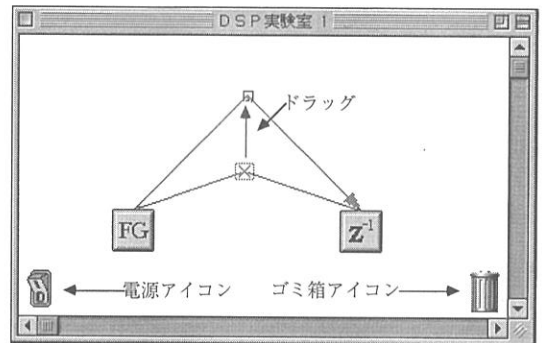 DSP実験室1
ドラッグ
FG
Z⁻¹
電源アイコン
ゴミ箱アイコン